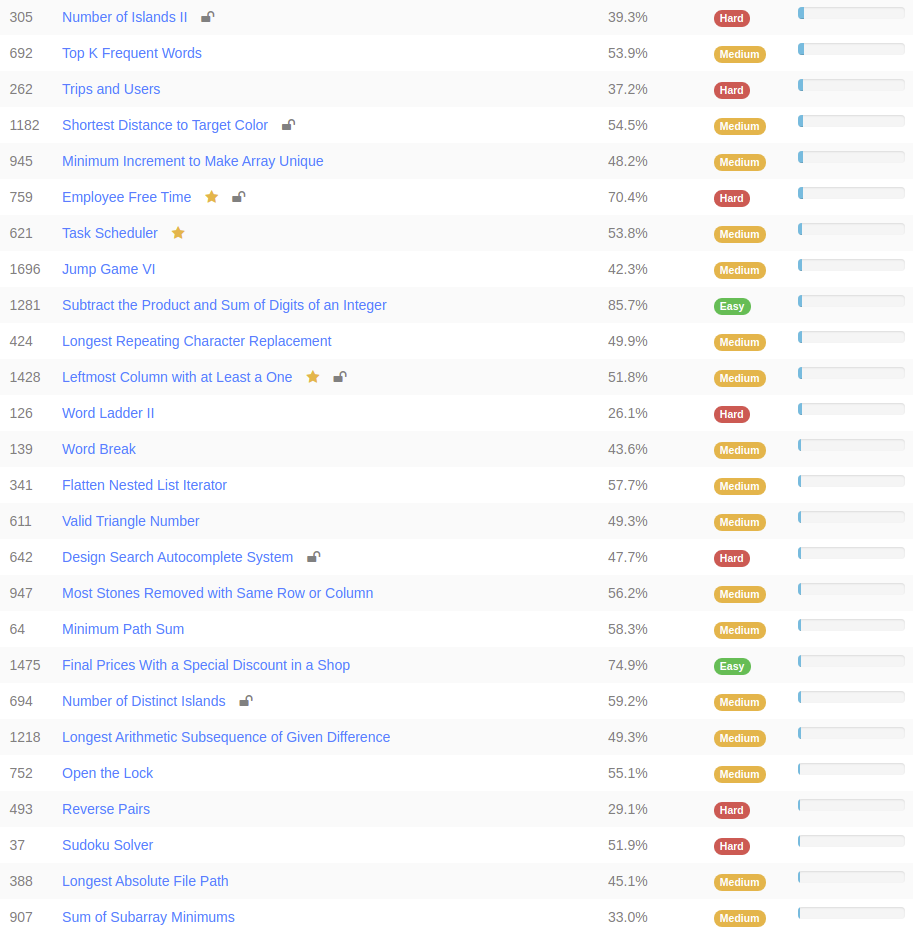 305 Number of Islands II 39.3% Hard
692 Top K Frequent Words 53.9% Medium
262 Trips and Users 37.2% Hard
1182 Shortest Distance to Target Color 54.5% Medium
945 Minimum Increment to Make Array Unique 48.2% Medium
759 Employee Free Time 70.4% Hard
621 Task Scheduler 53.8% Medium
1696 Jump Game VI 42.3% Medium
1281 Subtract the Product and Sum of Digits of an Integer 85.7% Easy
424 Longest Repeating Character Replacement 49.9% Medium
1428 Leftmost Column with at Least a One 51.8% Medium
126 Word Ladder II 26.1% Hard
139 Word Break 43.6% Medium
341 Flatten Nested List Iterator 57.7% Medium
611 Valid Triangle Number 49.3% Medium
642 Design Search Autocomplete System 47.7% Hard
947 Most Stones Removed with Same Row or Column 56.2% Medium
64 Minimum Path Sum 58.3% Medium
1475 Final Prices With a Special Discount in a Shop 74.9% Easy
694 Number of Distinct Islands 59.2% Medium
1218 Longest Arithmetic Subsequence of Given Difference 49.3% Medium
752 Open the Lock 55.1% Medium
493 Reverse Pairs 29.1% Hard
37 Sudoku Solver 51.9% Hard
388 Longest Absolute File Path 45.1% Medium
907 Sum of Subarray Minimums 33.0% Medium